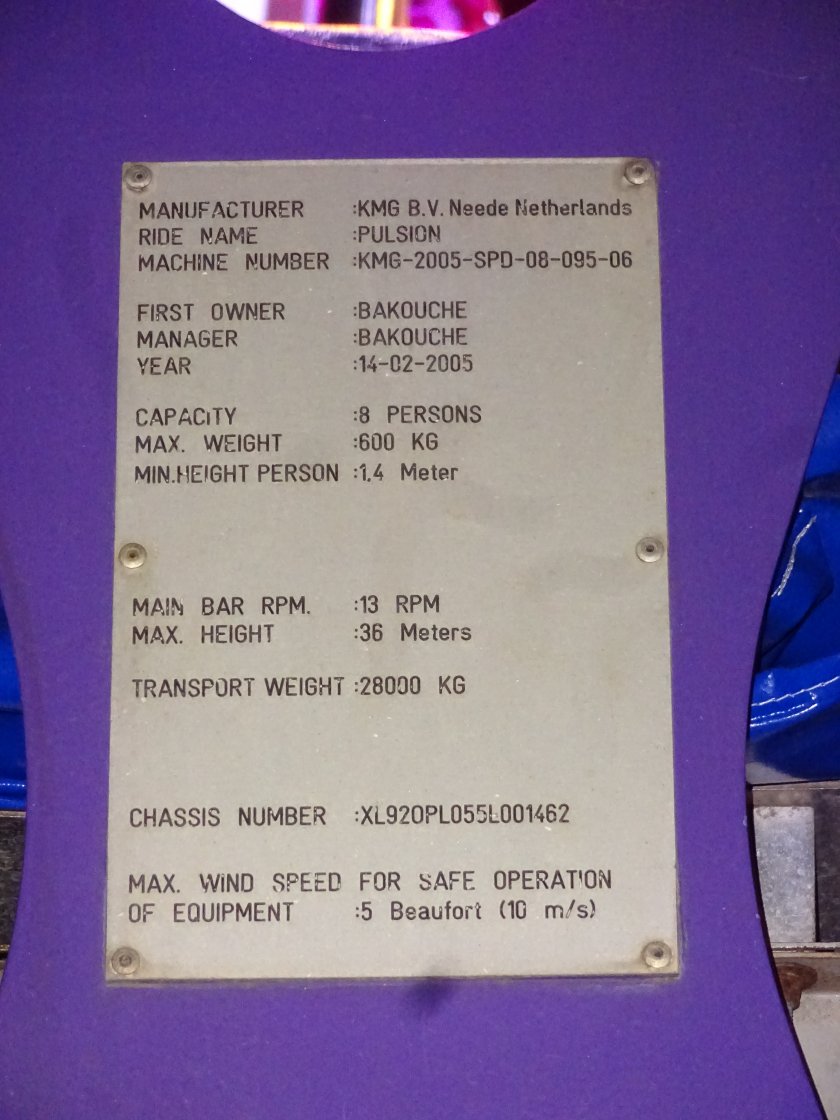 MANUFACTURER :KMG B.V. Neede Netherlands
RIDE NAME :PULSION
MACHINE NUMBER :KMG-2005-SPD-08-095-06
FIRST OWNER :BAKOUCHE
MANAGER :BAKOUCHE
YEAR :14-02-2005
CAPACITY :8 PERSONS
MAX. WEIGHT :600 KG
MIN.HEIGHT PERSON :1.4 Meter
MAIN BAR RPM. :13 RPM
MAX. HEIGHT :36 Meters
TRANSPORT WEIGHT :28000 KG
CHASSIS NUMBER :XL920PL055L001462
MAX. WIND SPEED FOR SAFE OPERATION
OF EQUIPMENT :5 Beaufort (10 m/s)